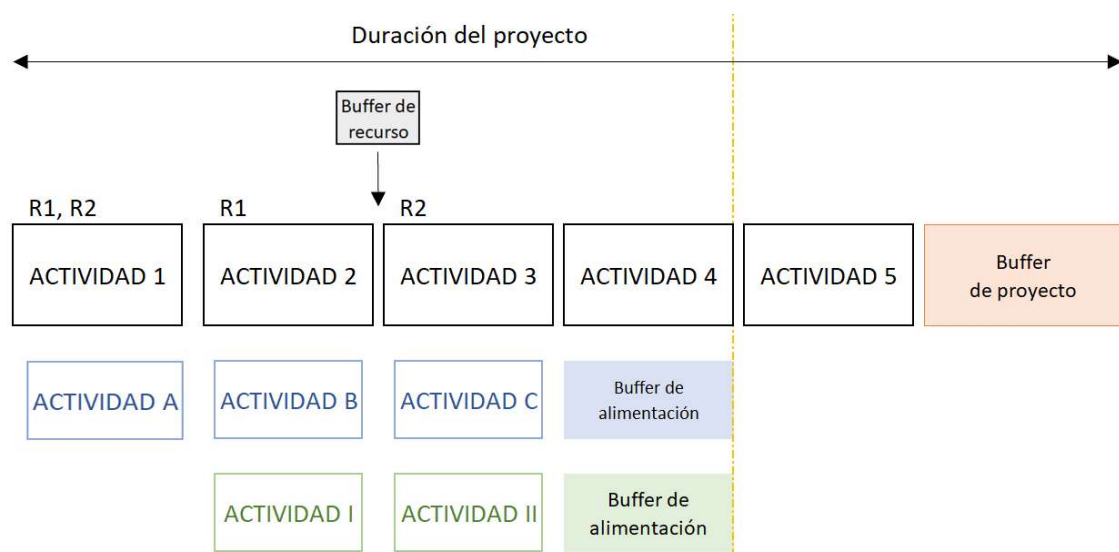 Duración del proyecto
Buffer de
recurso
R1, R2
R1
R2
ACTIVIDAD 1
ACTIVIDAD 2
ACTIVIDAD 3
ACTIVIDAD 4
ACTIVIDAD 5
Buffer
de proyecto
ACTIVIDAD A
ACTIVIDAD B
ACTIVIDAD C
Buffer de
alimentación
ACTIVIDAD I
ACTIVIDAD II
Buffer de
alimentación